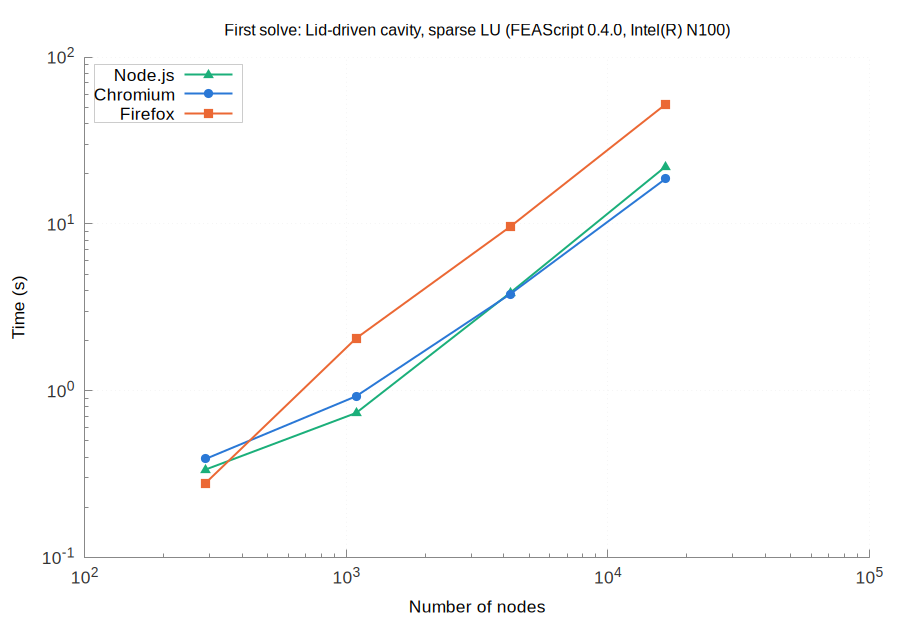 First solve: Lid-driven cavity, sparse LU (FEAScript 0.4.0, Intel(R) N100)
10^2
Node.js
Chromium
Firefox
10^1
Time (s)
10^0
10^-1
10^2 10^3 10^4 10^5
Number of nodes